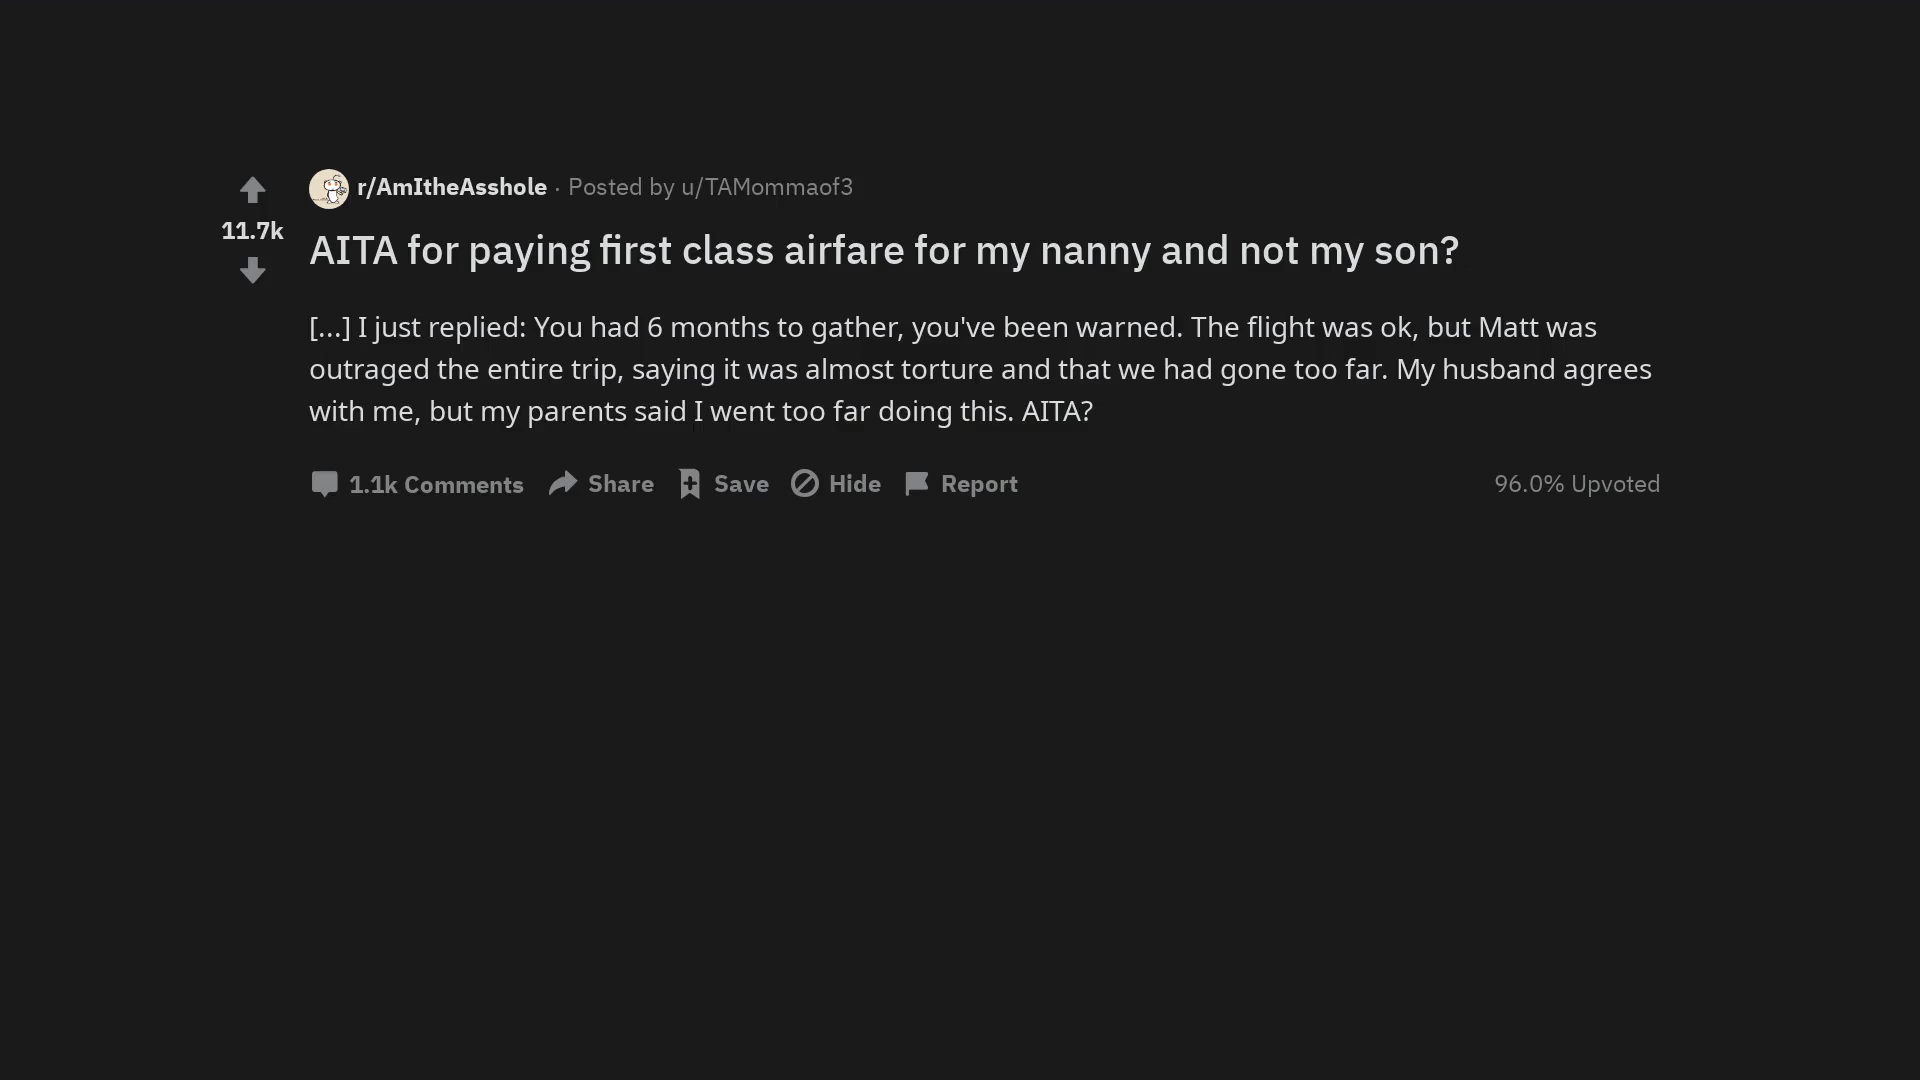 r/AmItheAsshole · Posted by u/TAMommaof3
11.7k
AITA for paying first class airfare for my nanny and not my son?
[...] I just replied: You had 6 months to gather, you've been warned. The flight was ok, but Matt was
outraged the entire trip, saying it was almost torture and that we had gone too far. My husband agrees
with me, but my parents said I went too far doing this. AITA?
1.1k Comments Share Save Hide Report 96.0% Upvoted